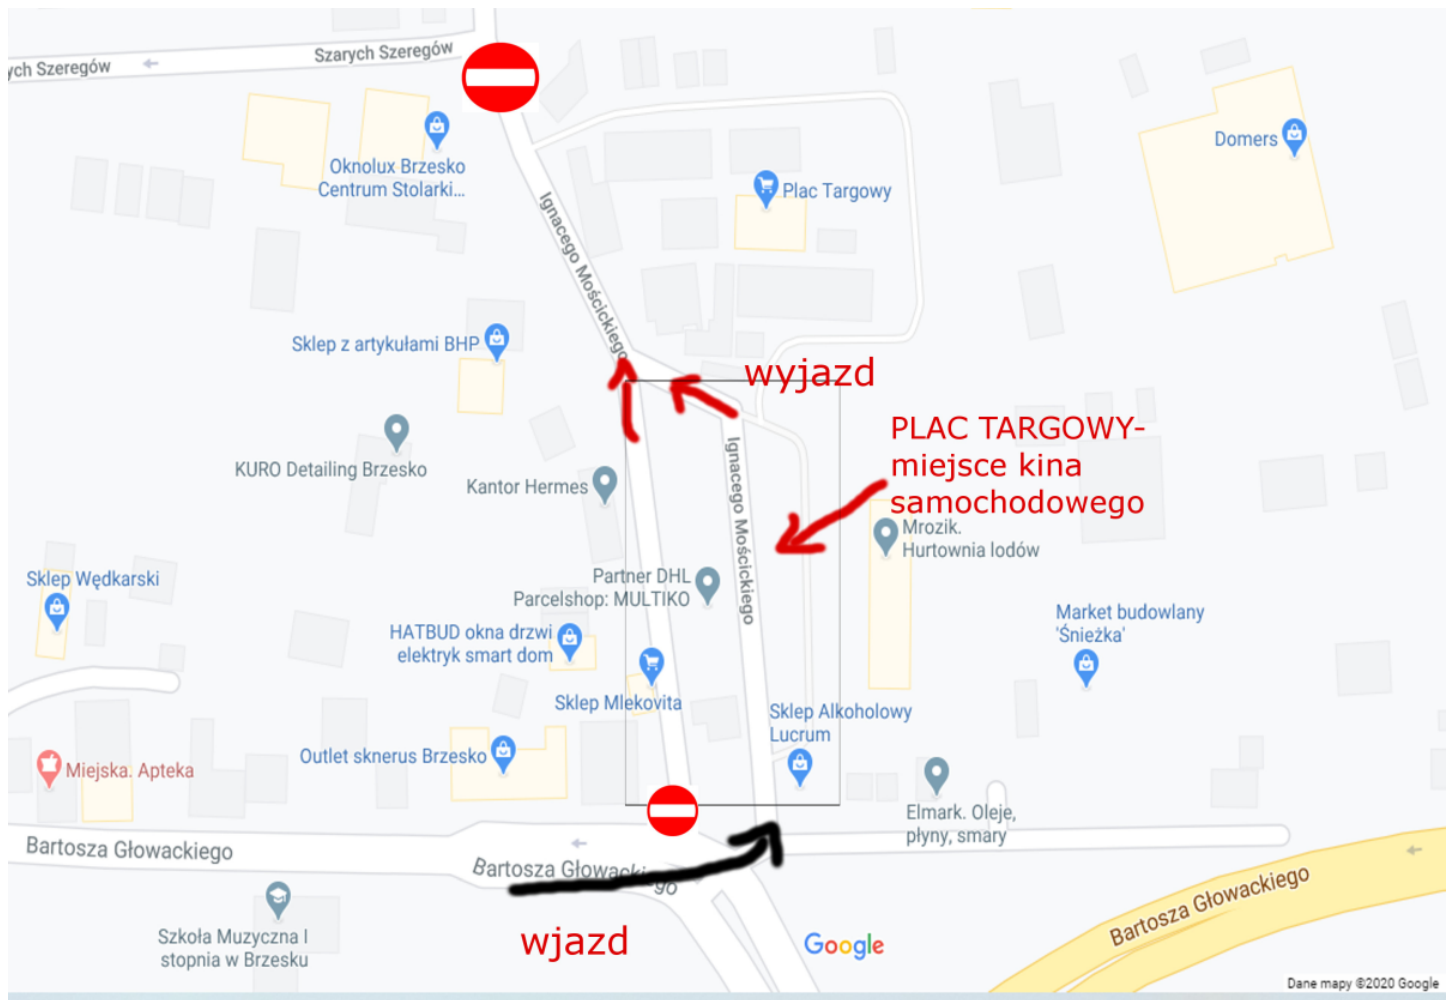 Szarych Szeregów
ych Szeregów
Oknolux Brzesko
Centrum Stolarki...
Domers
Plac Targowy
Ignacego Mościckiego
Sklep z artykułami BHP
wyjazd
PLAC TARGOWY-
miejsce kina
samochodowego
KURO Detailing Brzesko
Kantor Hermes
Ignacego Mościckiego
Mrozik.
Hurtownia lodów
Sklep Wędkarski
Partner DHL
Parcelshop: MULTIKO
HATBUD okna drzwi
elektryk smart dom
Market budowlany
'Śnieżka'
Sklep Mlekovita
Sklep Alkoholowy
Lucrum
Outlet sknerus Brzesko
Miejska. Apteka
Elmark. Oleje,
płyny, smary
Bartosza Głowackiego
Bartosza Głowackiego
Bartosza Głowackiego
Szkoła Muzyczna I
stopnia w Brzesku
wjazd
Google
Dane mapy ©2020 Google